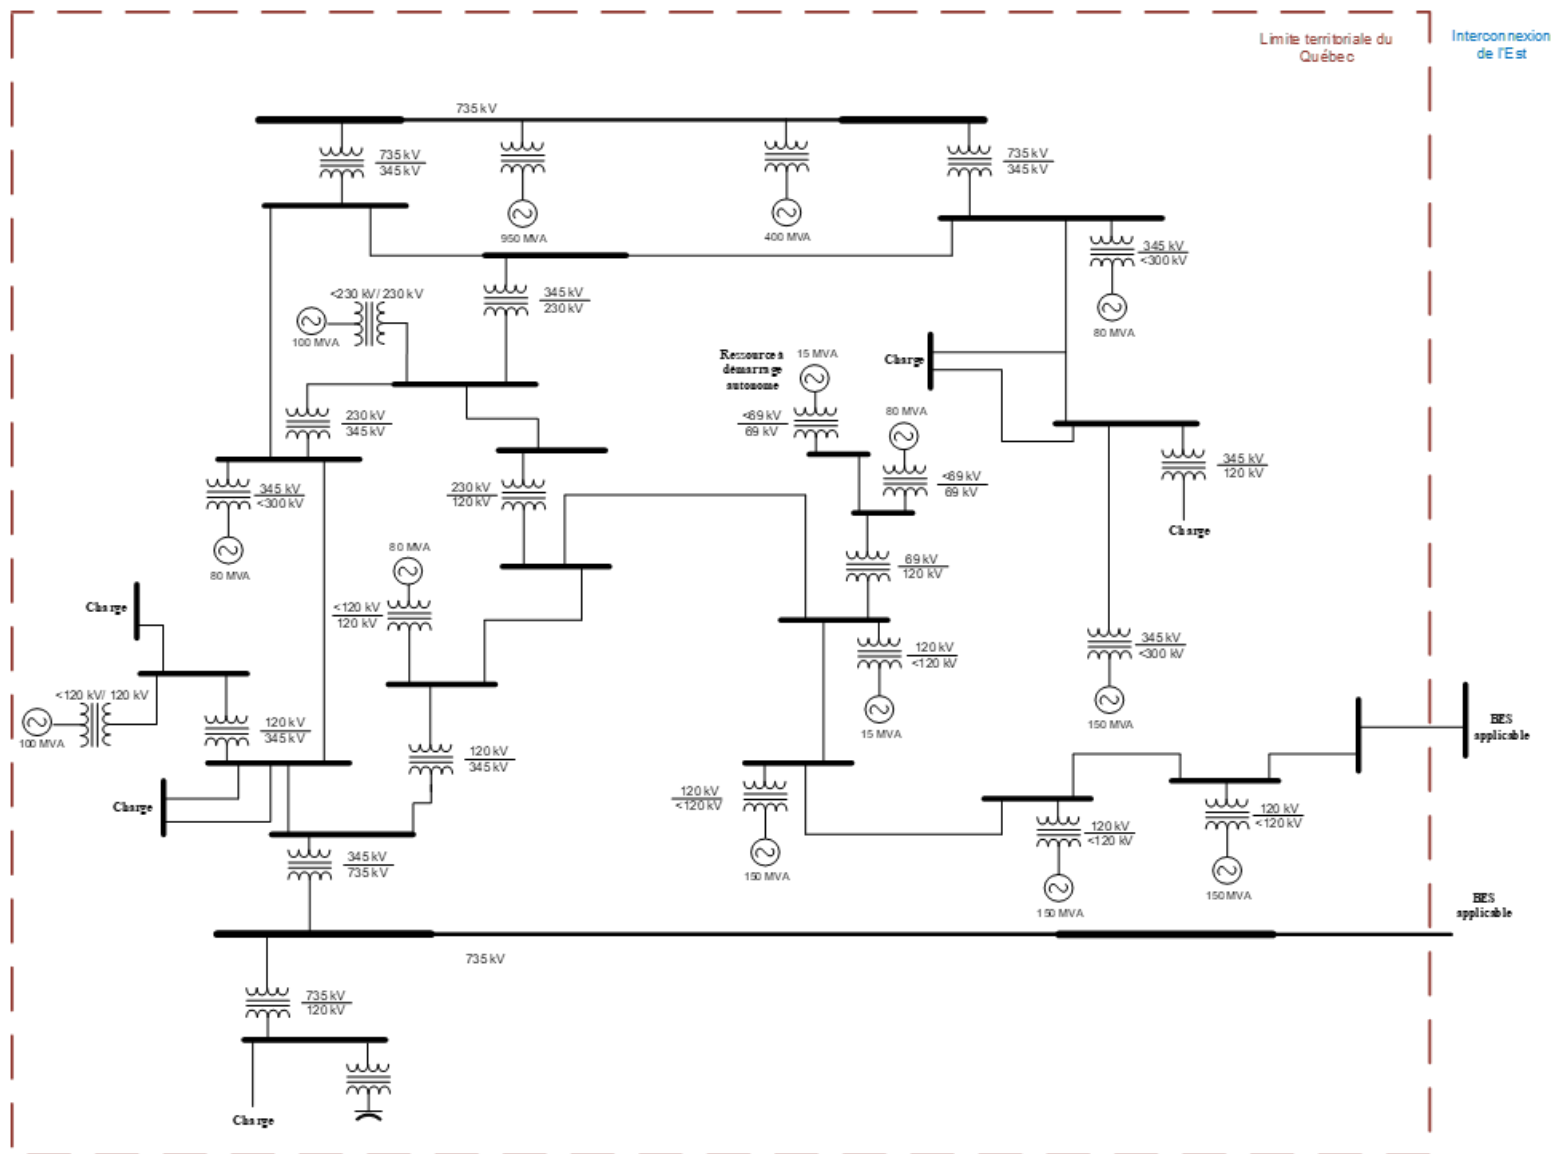 Limite territoriale du
Québec
Interconnexion
de l'Est
735 kV
735 kV
345 kV
735 kV
345 kV
950 MVA
400 MVA
345 kV
<300 kV
80 MVA
<230 kV/ 230 kV
100 MVA
345 kV
230 kV
Ressource à
démarrage
autonome
15 MVA
<69 kV
69 kV
Charge
80 MVA
<69 kV
69 kV
230 kV
345 kV
345 kV
<300 kV
80 MVA
230 kV
120 kV
345 kV
120 kV
Charge
80 MVA
<120 kV
120 kV
69 kV
120 kV
Charge
<120 kV/ 120 kV
100 MVA
120 kV
345 kV
120 kV
345 kV
120 kV
<120 kV
15 MVA
345 kV
<300 kV
150 MVA
BES
applicable
Charge
120 kV
<120 kV
150 MVA
120 kV
<120 kV
150 MVA
120 kV
<120 kV
150 MVA
345 kV
735 kV
BES
applicable
735 kV
735 kV
120 kV
Charge